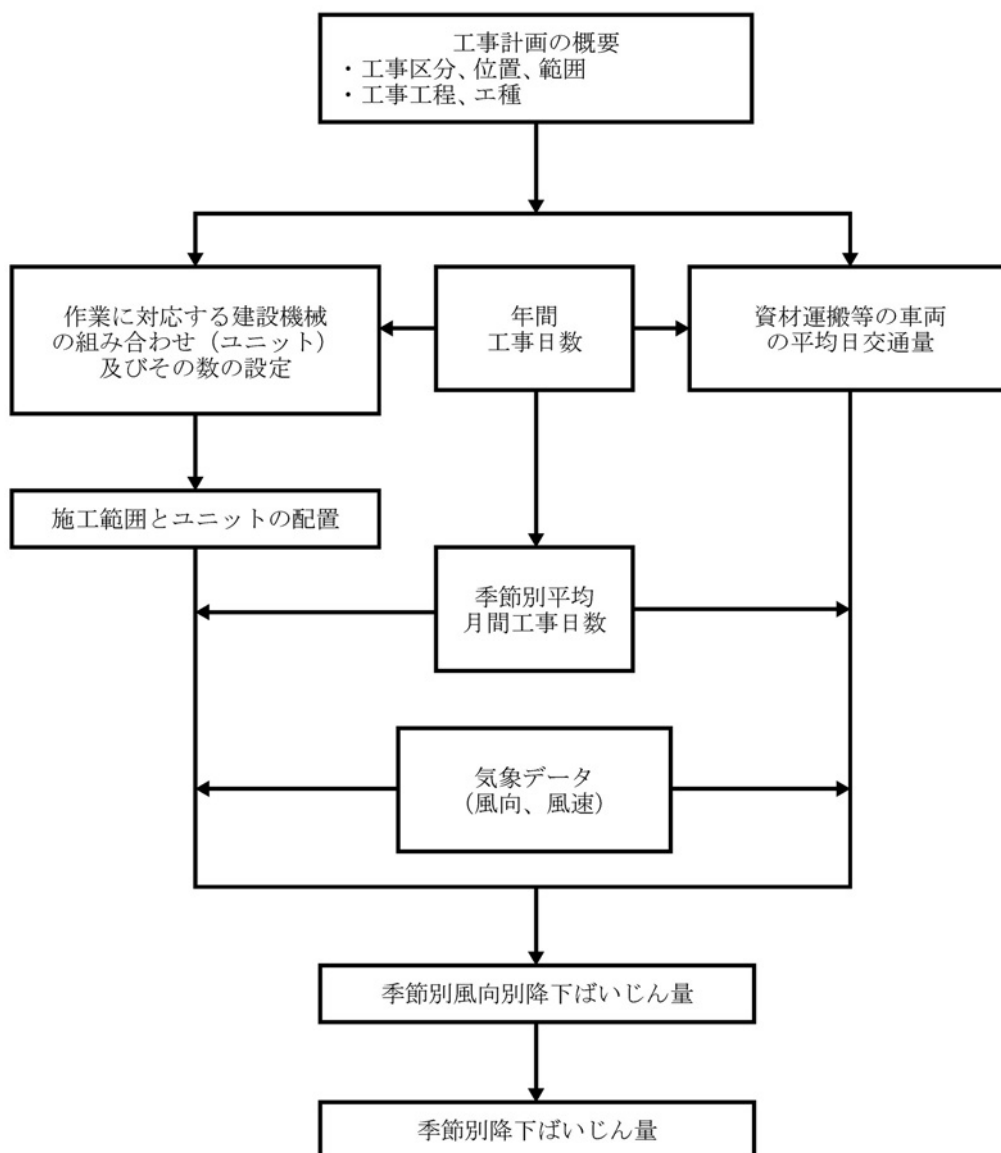 工事計画の概要
・工事区分、位置、範囲
・工事工程、エ種
作業に対応する建設機械
の組み合わせ（ユニット）
及びその数の設定
年間
工事日数
資材運搬等の車両
の平均日交通量
施工範囲とユニットの配置
季節別平均
月間工事日数
気象データ
（風向、風速）
季節別風向別降下ばいじん量
季節別降下ばいじん量